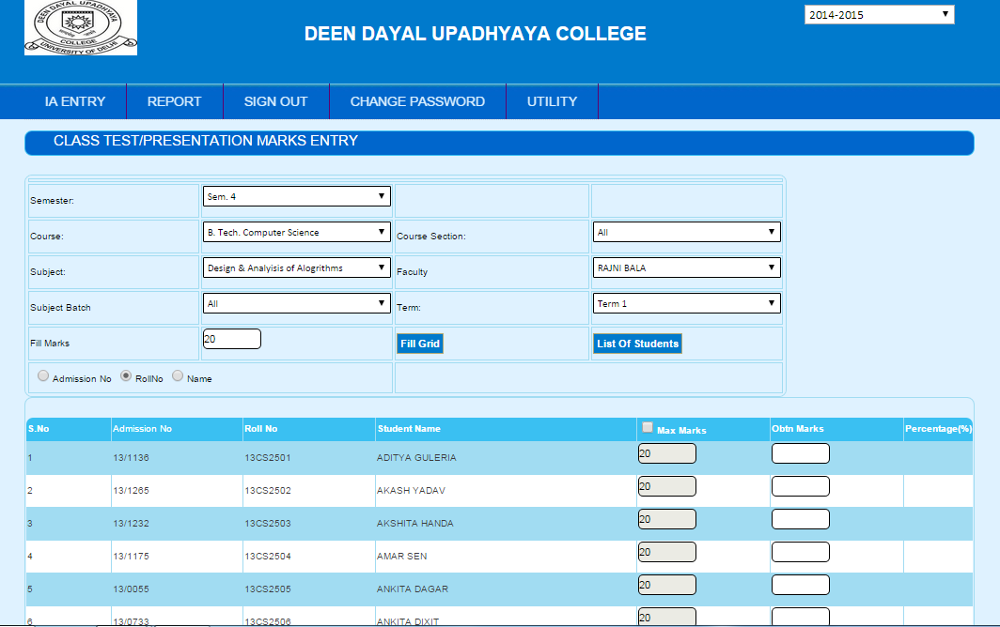 DEEN DAYAL UPADHYAYA
COLLEGE
UNIVERSITY OF DELHI
2014-2015
DEEN DAYAL UPADHYAYA COLLEGE
IA ENTRY REPORT SIGN OUT CHANGE PASSWORD UTILITY
CLASS TEST/PRESENTATION MARKS ENTRY
Semester: Sem. 4
Course: B. Tech. Computer Science Course Section: All
Subject: Design & Analyisis of Alogrithms Faculty RAJNI BALA
Subject Batch All Term: Term 1
Fill Marks 20 Fill Grid List Of Students
Admission No RollNo Name
S.No Admission No Roll No Student Name Max Marks Obtn Marks Percentage(%)
1 13/1136 13CS2501 ADITYA GULERIA 20
2 13/1265 13CS2502 AKASH YADAV 20
3 13/1232 13CS2503 AKSHITA HANDA 20
4 13/1175 13CS2504 AMAR SEN 20
5 13/0055 13CS2505 ANKITA DAGAR 20
6 13/0733 13CS2506 ANKITA DIXIT 20